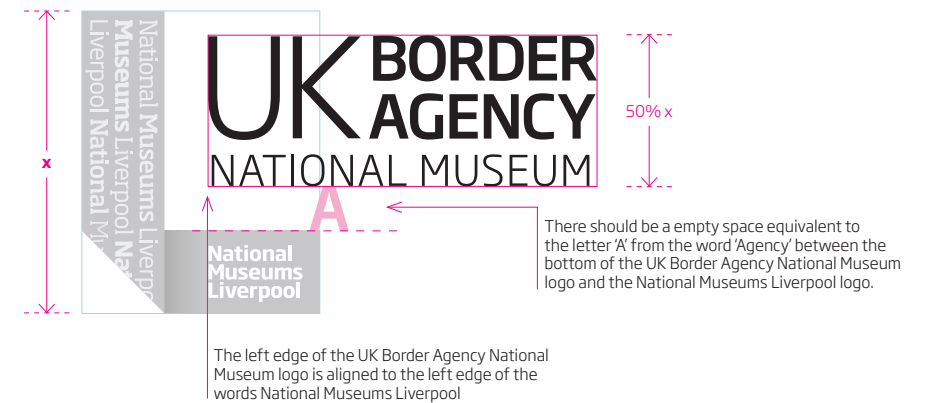 National Museums Liverpo
Museums Liverpool Nat
Liverpool National Mu
x
UK BORDER
AGENCY
NATIONAL MUSEUM
50% x
A
National
Museums
Liverpool
There should be a empty space equivalent to
the letter ‘A’ from the word ‘Agency’ between the
bottom of the UK Border Agency National Museum
logo and the National Museums Liverpool logo.
The left edge of the UK Border Agency National
Museum logo is aligned to the left edge of the
words National Museums Liverpool